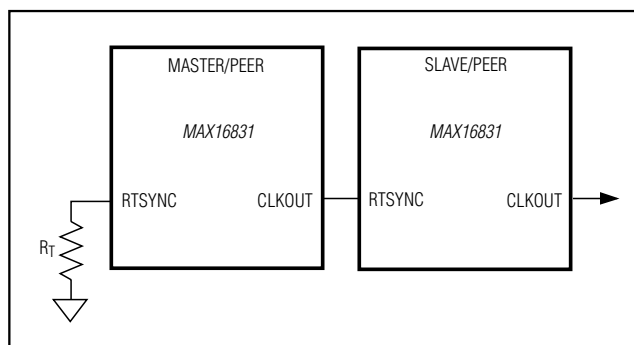 MASTER/PEER
MAX16831
RTSYNC
CLKOUT
RT
SLAVE/PEER
MAX16831
RTSYNC
CLKOUT